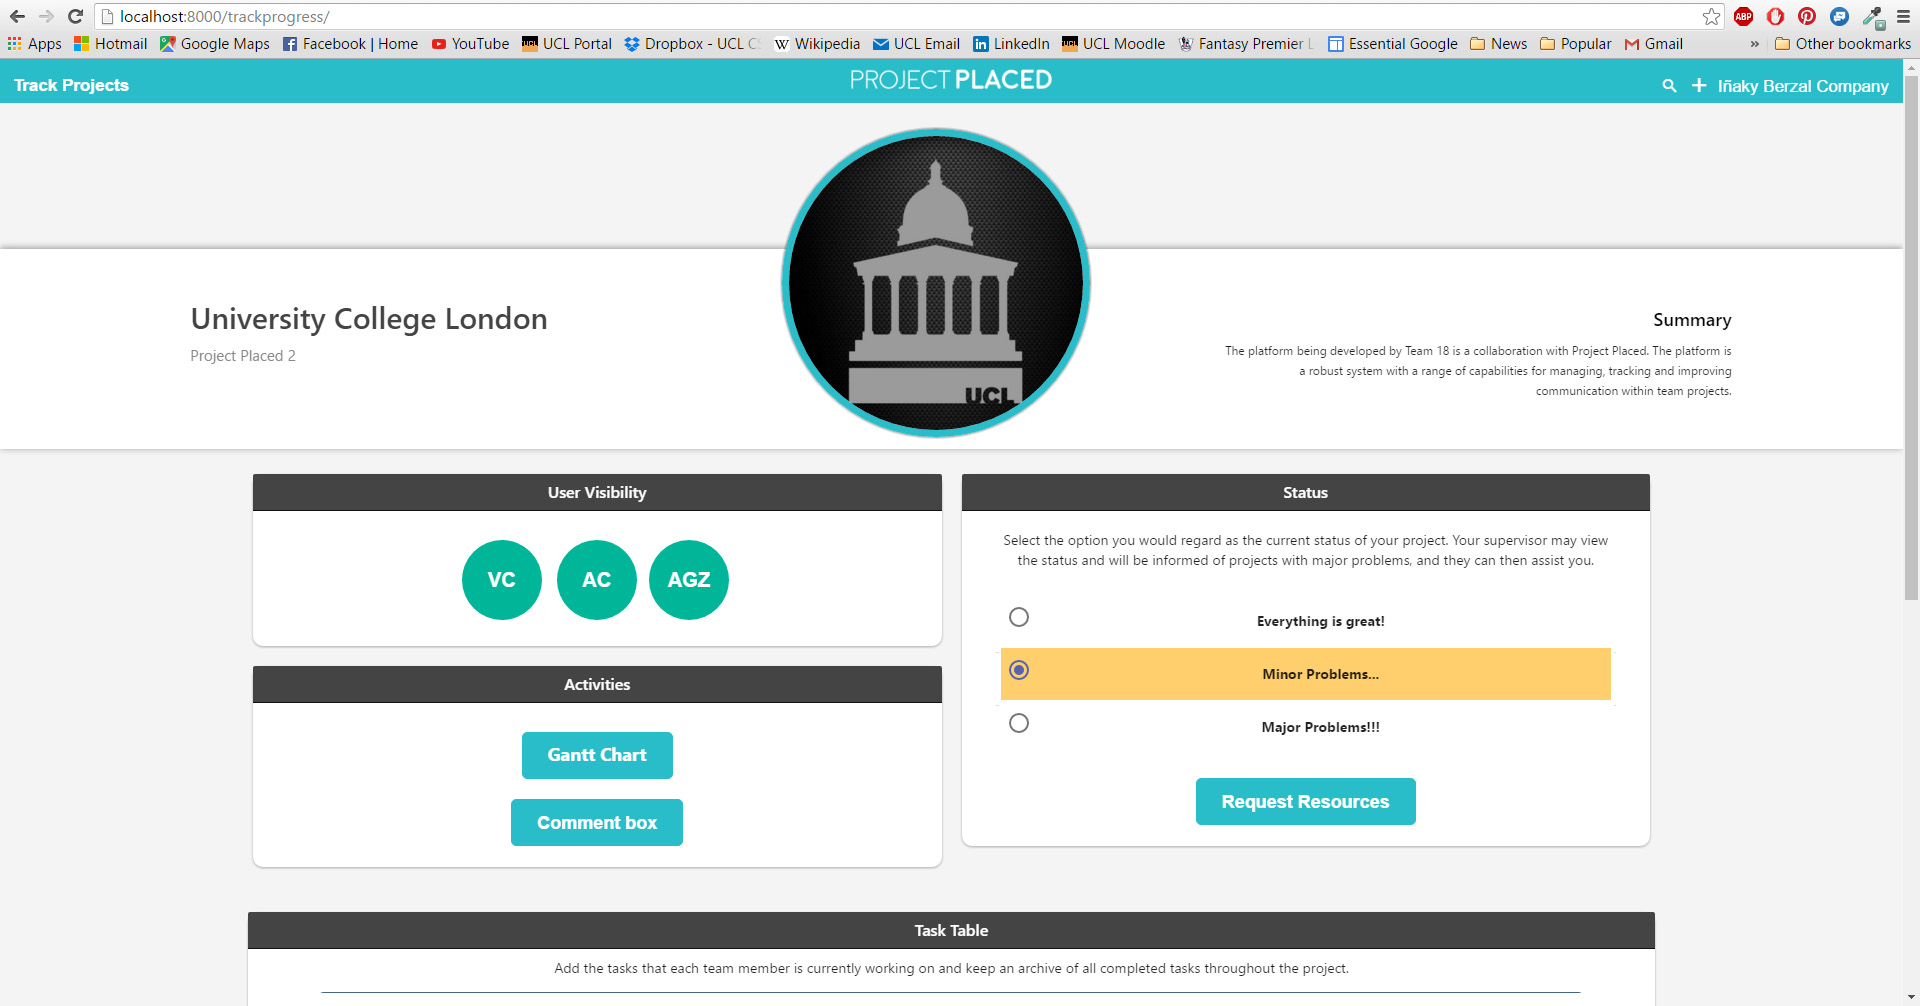 localhost:8000/trackprogress/
ABP
Apps Hotmail Google Maps Facebook | Home YouTube UCL UCL Portal Dropbox - UCL CS W Wikipedia UCL Email LinkedIn UCL UCL Moodle Fantasy Premier L Essential Google News Popular Gmail » Other bookmarks
Track Projects PROJECT PLACED Iñaky Berzal Company
UCL
University College London
Project Placed 2
Summary
The platform being developed by Team 18 is a collaboration with Project Placed. The platform is
a robust system with a range of capabilities for managing, tracking and improving
communication within team projects.
User Visibility
VC AC AGZ
Activities
Gantt Chart
Comment box
Status
Select the option you would regard as the current status of your project. Your supervisor may view
the status and will be informed of projects with major problems, and they can then assist you.
Everything is great!
Minor Problems...
Major Problems!!!
Request Resources
Task Table
Add the tasks that each team member is currently working on and keep an archive of all completed tasks throughout the project.